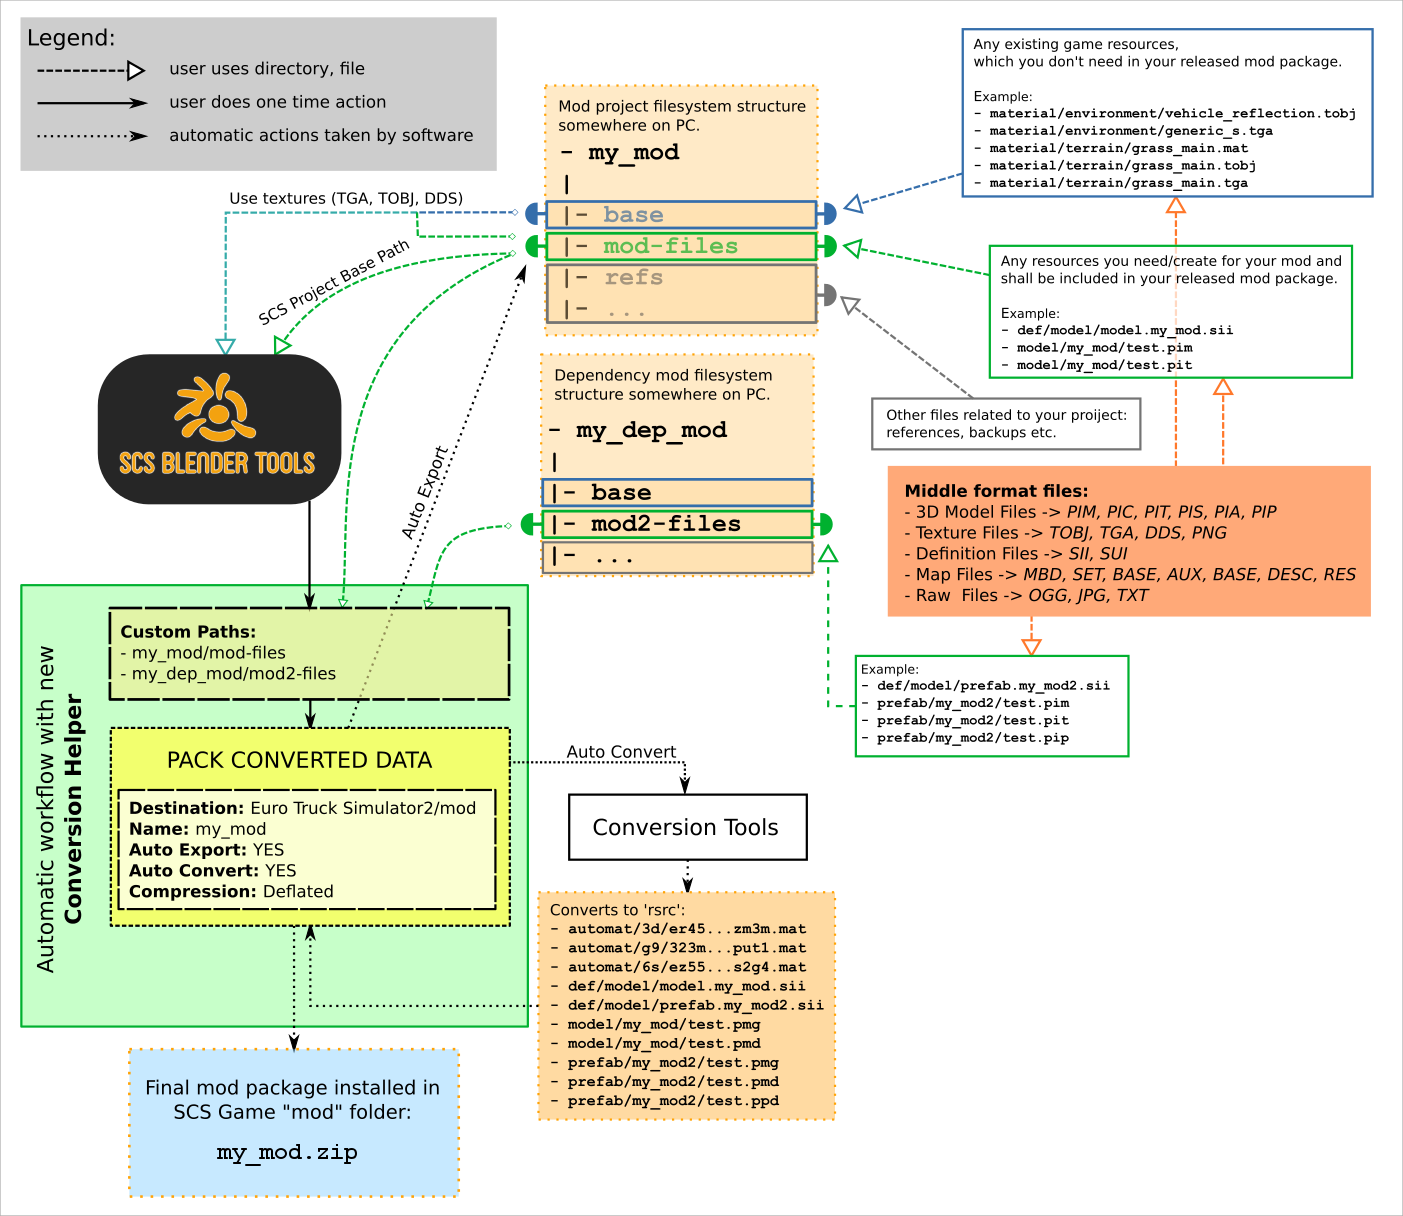 Legend:
user uses directory, file
user does one time action
automatic actions taken by software
Use textures (TGA, TOBJ, DDS)
SCS Project Base Path
SCS BLENDER TOOLS
Auto Export
Mod project filesystem structure
somewhere on PC.
- my_mod
|
|- base
|- mod-files
|- refs
|- ...
Dependency mod filesystem
structure somewhere on PC.
- my_dep_mod
|
|- base
|- mod2-files
|- ...
Any existing game resources,
which you don't need in your released mod package.
Example:
- material/environment/vehicle_reflection.tobj
- material/environment/generic_s.tga
- material/terrain/grass_main.mat
- material/terrain/grass_main.tobj
- material/terrain/grass_main.tga
Any resources you need/create for your mod and
shall be included in your released mod package.
Example:
- def/model/model.my_mod.sii
- model/my_mod/test.pim
- model/my_mod/test.pit
Other files related to your project:
references, backups etc.
Middle format files:
- 3D Model Files -> PIM, PIC, PIT, PIS, PIA, PIP
- Texture Files -> TOBJ, TGA, DDS, PNG
- Definition Files -> SII, SUI
- Map Files -> MBD, SET, BASE, AUX, BASE, DESC, RES
- Raw  Files -> OGG, JPG, TXT
Example:
- def/model/prefab.my_mod2.sii
- prefab/my_mod2/test.pim
- prefab/my_mod2/test.pit
- prefab/my_mod2/test.pip
Automatic workflow with new
Conversion Helper
Custom Paths:
- my_mod/mod-files
- my_dep_mod/mod2-files
PACK CONVERTED DATA
Destination: Euro Truck Simulator2/mod
Name: my_mod
Auto Export: YES
Auto Convert: YES
Compression: Deflated
Auto Convert
Conversion Tools
Converts to 'rsrc':
- automat/3d/er45...zm3m.mat
- automat/g9/323m...put1.mat
- automat/6s/ez55...s2g4.mat
- def/model/model.my_mod.sii
- def/model/prefab.my_mod2.sii
- model/my_mod/test.pmg
- model/my_mod/test.pmd
- prefab/my_mod2/test.pmg
- prefab/my_mod2/test.pmd
- prefab/my_mod2/test.ppd
Final mod package installed in
SCS Game "mod" folder:
my_mod.zip